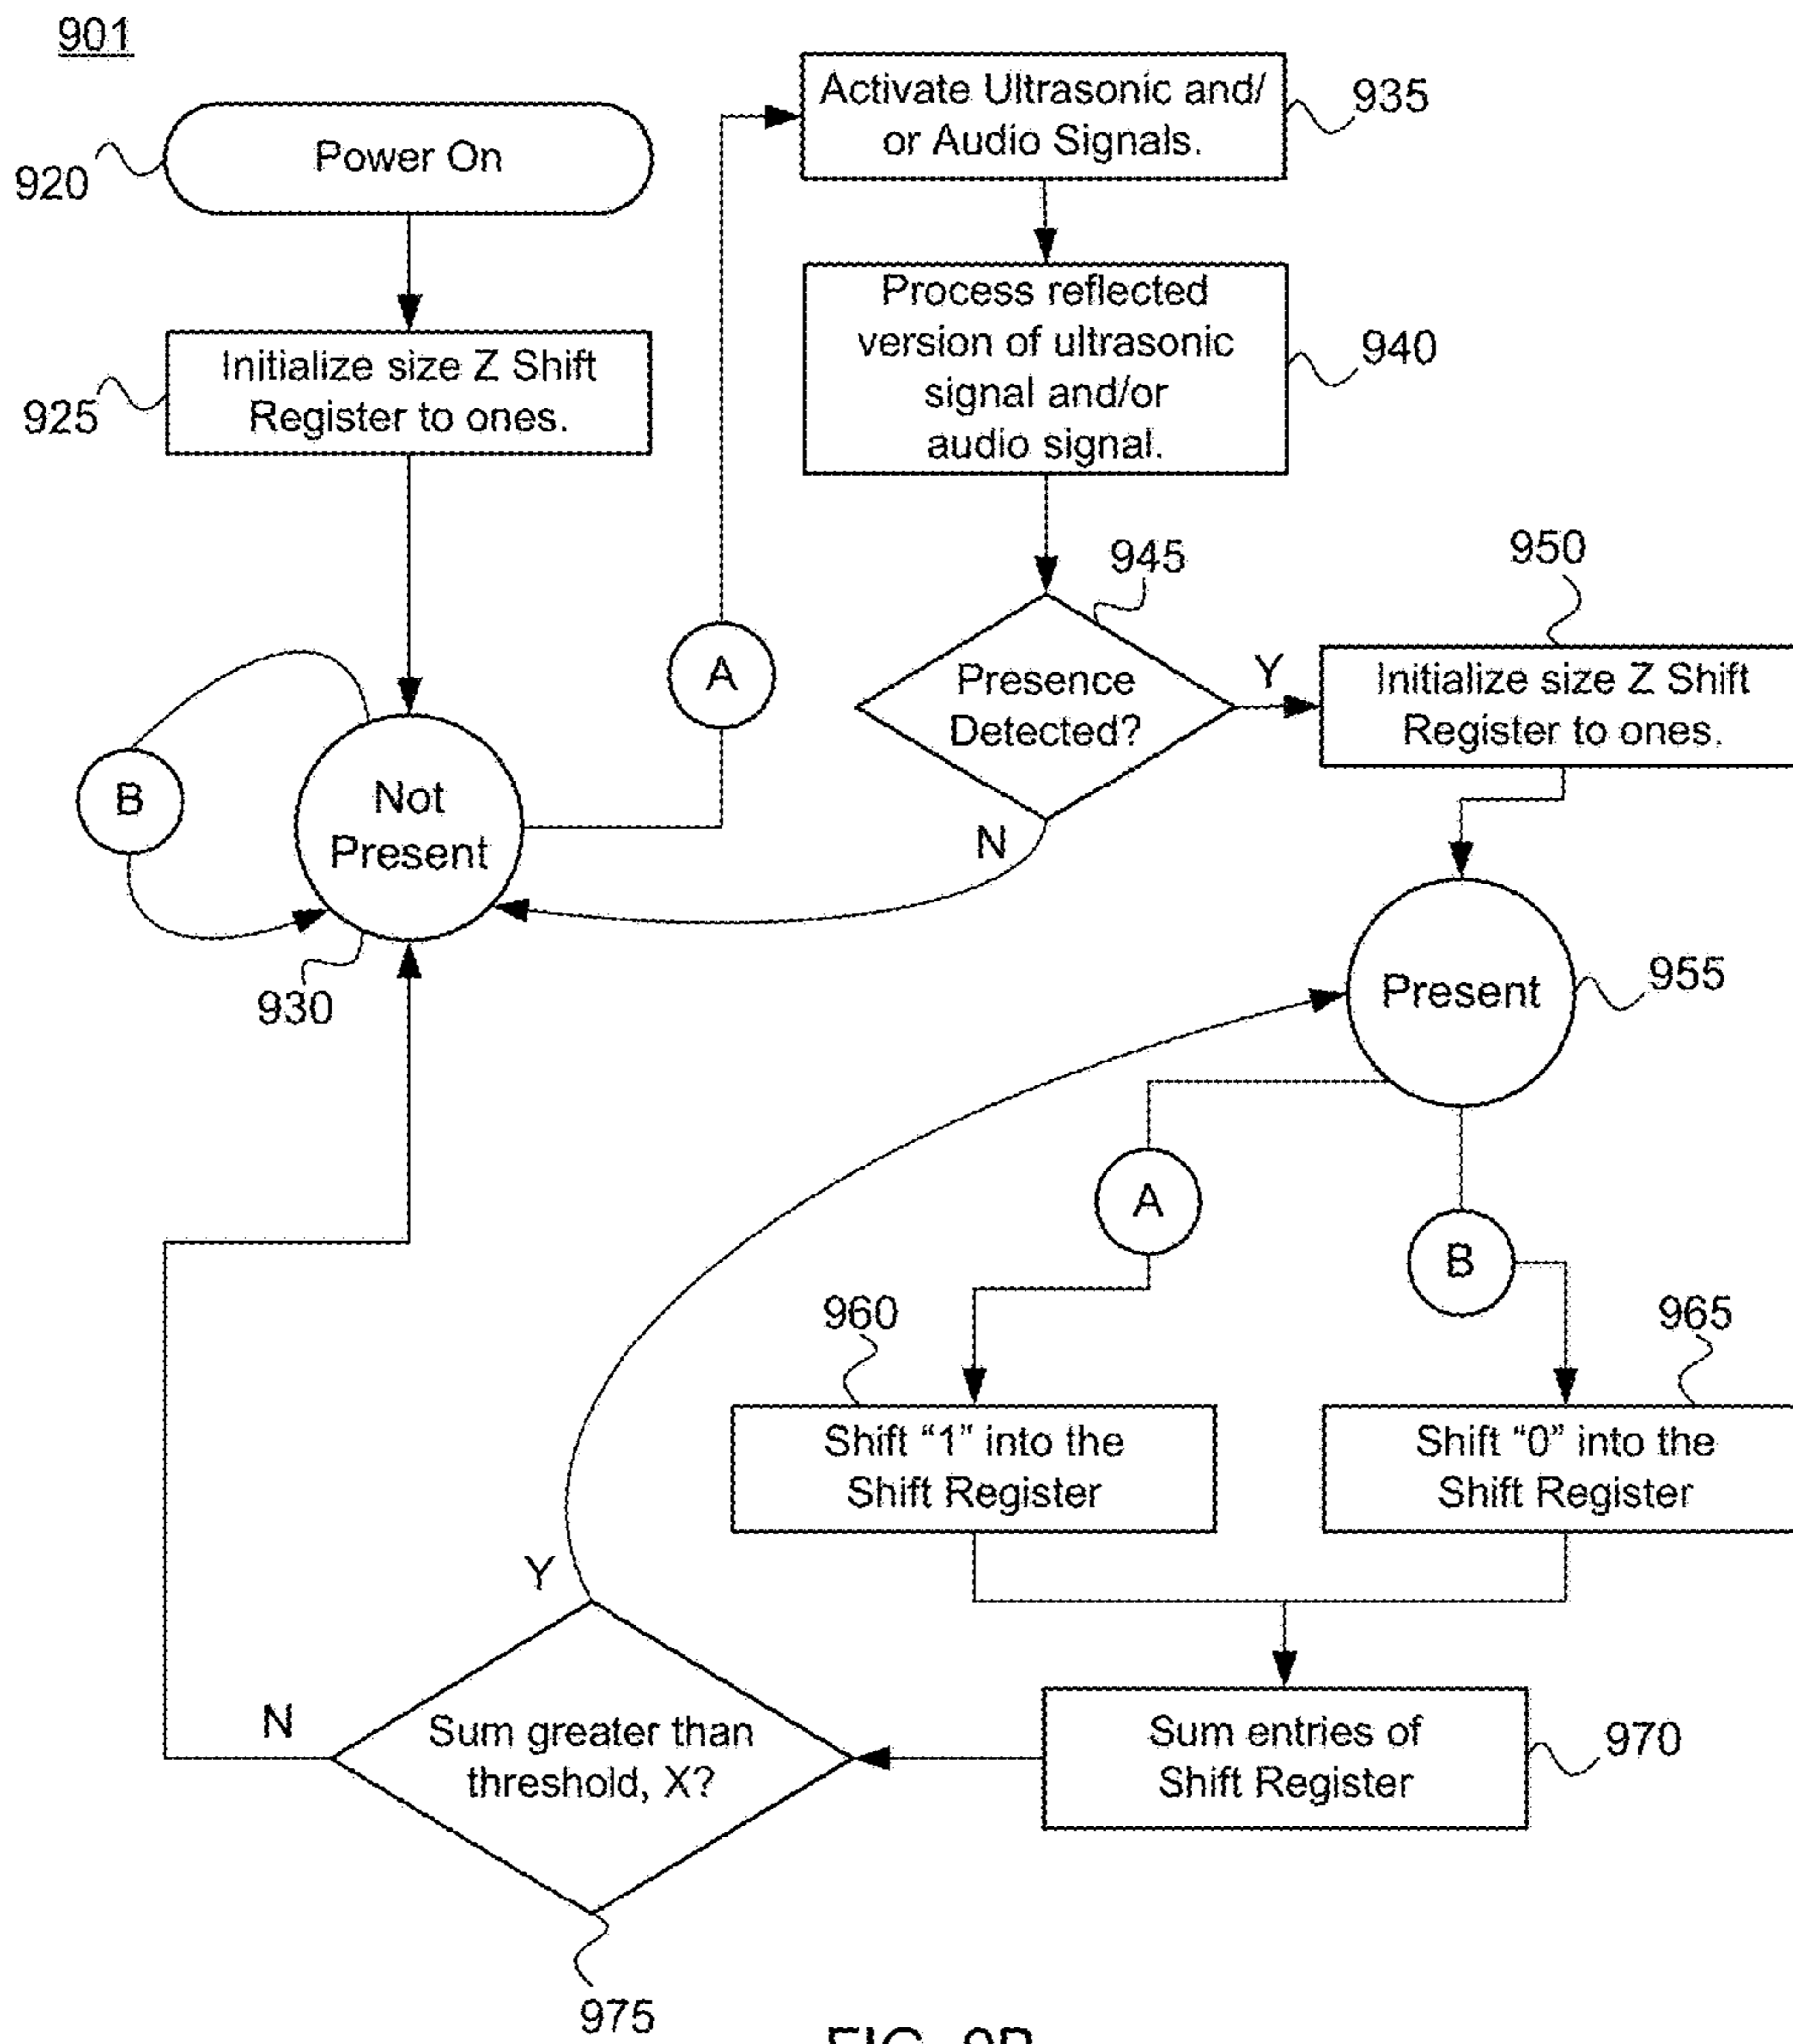 901
Power On
920
Initialize size Z Shift
Register to ones.
925
Activate Ultrasonic and/
or Audio Signals.
935
Process reflected
version of ultrasonic
signal and/or
audio signal.
940
A
B
Not
Present
930
945
Presence
Detected?
Y
N
950
Initialize size Z Shift
Register to ones.
Present
955
A
B
960
Shift “1” into the
Shift Register
965
Shift “0” into the
Shift Register
Y
N
Sum greater than
threshold, X?
975
Sum entries of
Shift Register
970
FIG. 9B